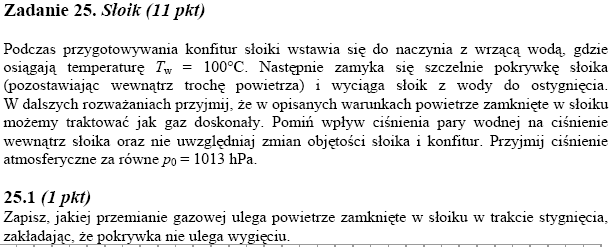 Zadanie 25. Słoik (11 pkt)
Podczas przygotowywania konfitur słoiki wstawia się do naczynia z wrzącą wodą, gdzie
osiągają temperaturę Tw = 100°C. Następnie zamyka się szczelnie pokrywkę słoika
(pozostawiając wewnątrz trochę powietrza) i wyciąga słoik z wody do ostygnięcia.
W dalszych rozważaniach przyjmij, że w opisanych warunkach powietrze zamknięte w słoiku
możemy traktować jak gaz doskonały. Pomiń wpływ ciśnienia pary wodnej na ciśnienie
wewnątrz słoika oraz nie uwzględniaj zmian objętości słoika i konfitur. Przyjmij ciśnienie
atmosferyczne za równe p0 = 1013 hPa.
25.1 (1 pkt)
Zapisz, jakiej przemianie gazowej ulega powietrze zamknięte w słoiku w trakcie stygnięcia,
zakładając, że pokrywka nie ulega wygięciu.